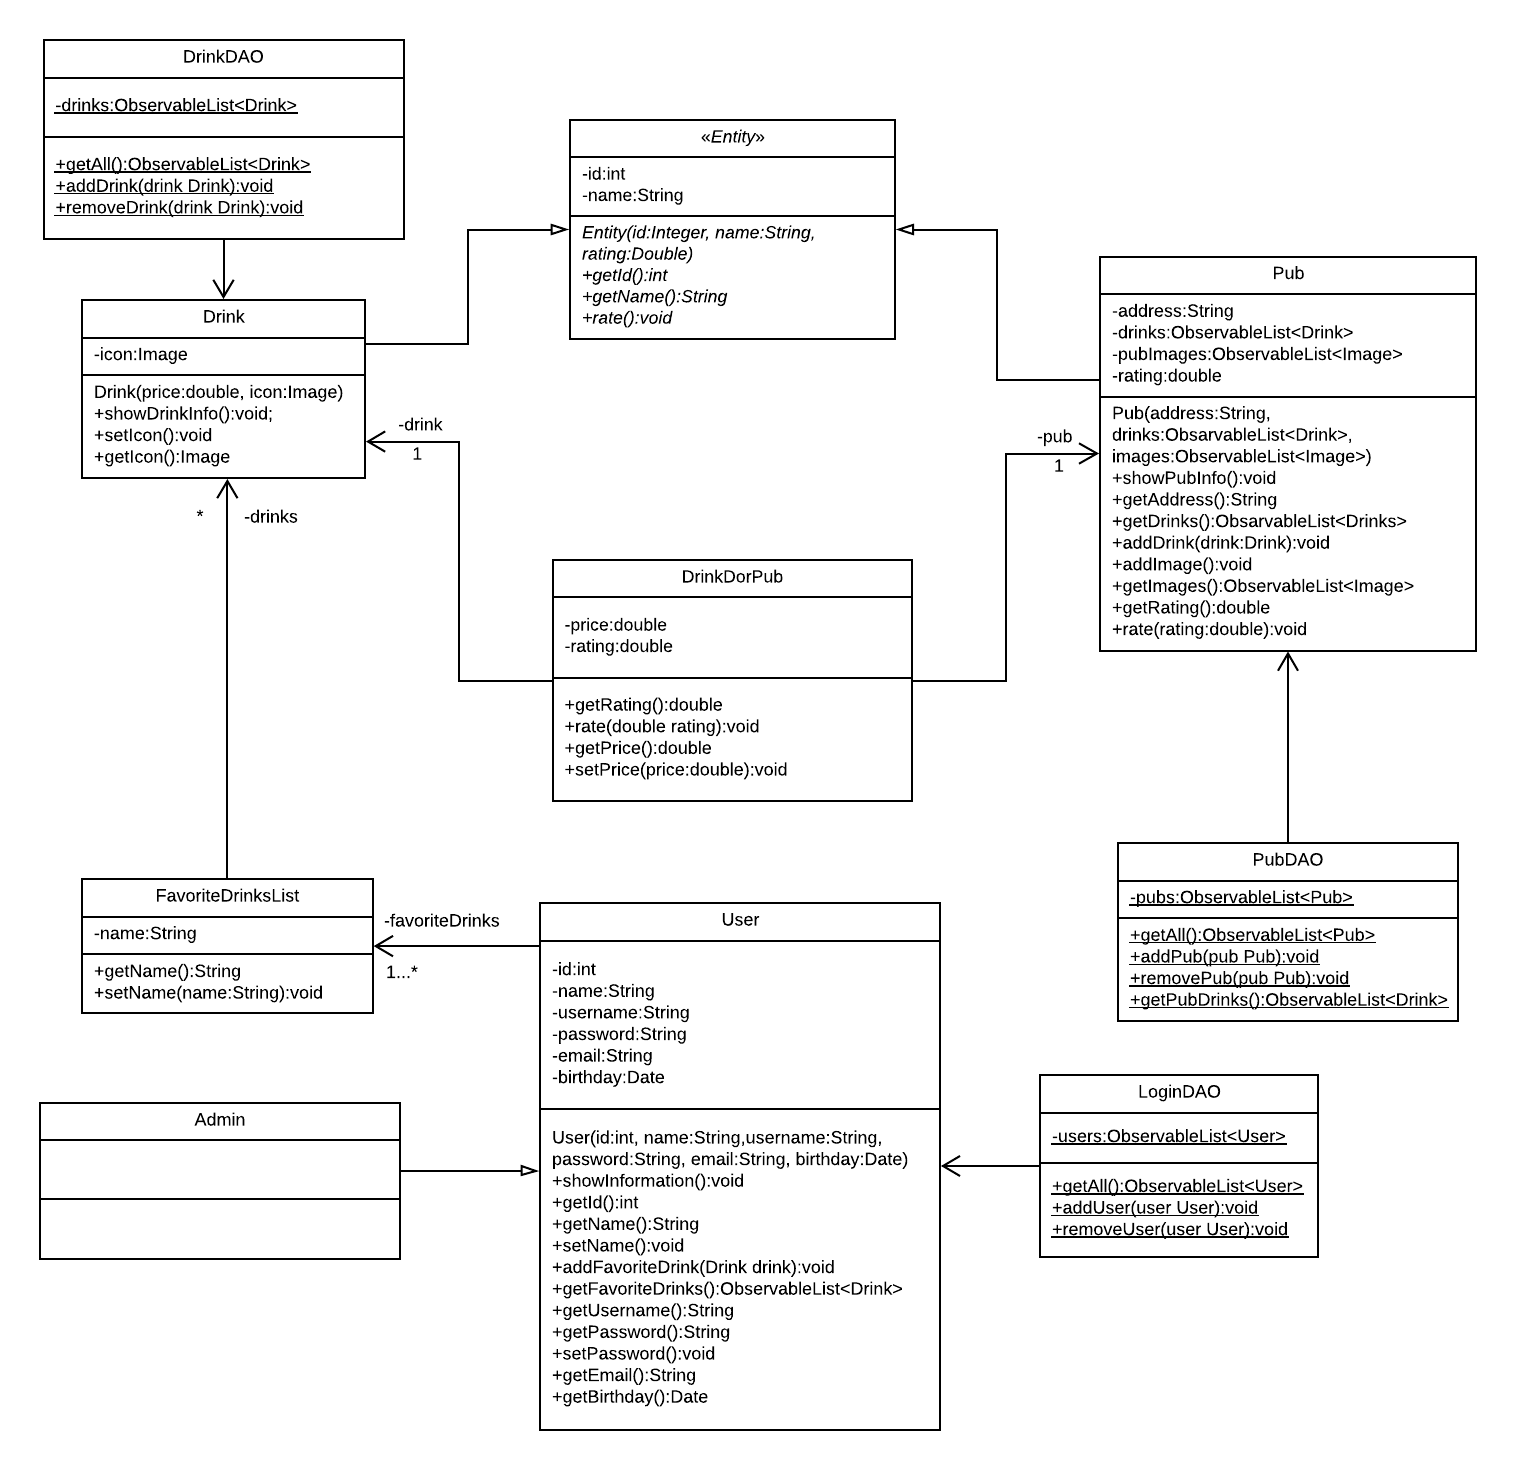 DrinkDAO
-drinks:ObservableList<Drink>
+getAll():ObservableList<Drink>
+addDrink(drink Drink):void
+removeDrink(drink Drink):void
«Entity»
-id:int
-name:String
Entity(id:Integer, name:String,
rating:Double)
+getId():int
+getName():String
+rate():void
Pub
-address:String
-drinks:ObservableList<Drink>
-pubImages:ObservableList<Image>
-rating:double
Pub(address:String,
drinks:ObsarvableList<Drink>,
images:ObservableList<Image>)
+showPubInfo():void
+getAddress():String
+getDrinks():ObsarvableList<Drinks>
+addDrink(drink:Drink):void
+addImage():void
+getImages():ObservableList<Image>
+getRating():double
+rate(rating:double):void
Drink
-icon:Image
Drink(price:double, icon:Image)
+showDrinkInfo():void;
+setIcon():void
+getIcon():Image
-drink
1
-pub
1
* -drinks
DrinkDorPub
-price:double
-rating:double
+getRating():double
+rate(double rating):void
+getPrice():double
+setPrice(price:double):void
PubDAO
-pubs:ObservableList<Pub>
+getAll():ObservableList<Pub>
+addPub(pub Pub):void
+removePub(pub Pub):void
+getPubDrinks():ObservableList<Drink>
FavoriteDrinksList
-name:String
+getName():String
+setName(name:String):void
-favoriteDrinks
1...*
User
-id:int
-name:String
-username:String
-password:String
-email:String
-birthday:Date
User(id:int, name:String,username:String,
password:String, email:String, birthday:Date)
+showInformation():void
+getId():int
+getName():String
+setName():void
+addFavoriteDrink(Drink drink):void
+getFavoriteDrinks():ObservableList<Drink>
+getUsername():String
+getPassword():String
+setPassword():void
+getEmail():String
+getBirthday():Date
Admin
LoginDAO
-users:ObservableList<User>
+getAll():ObservableList<User>
+addUser(user User):void
+removeUser(user User):void